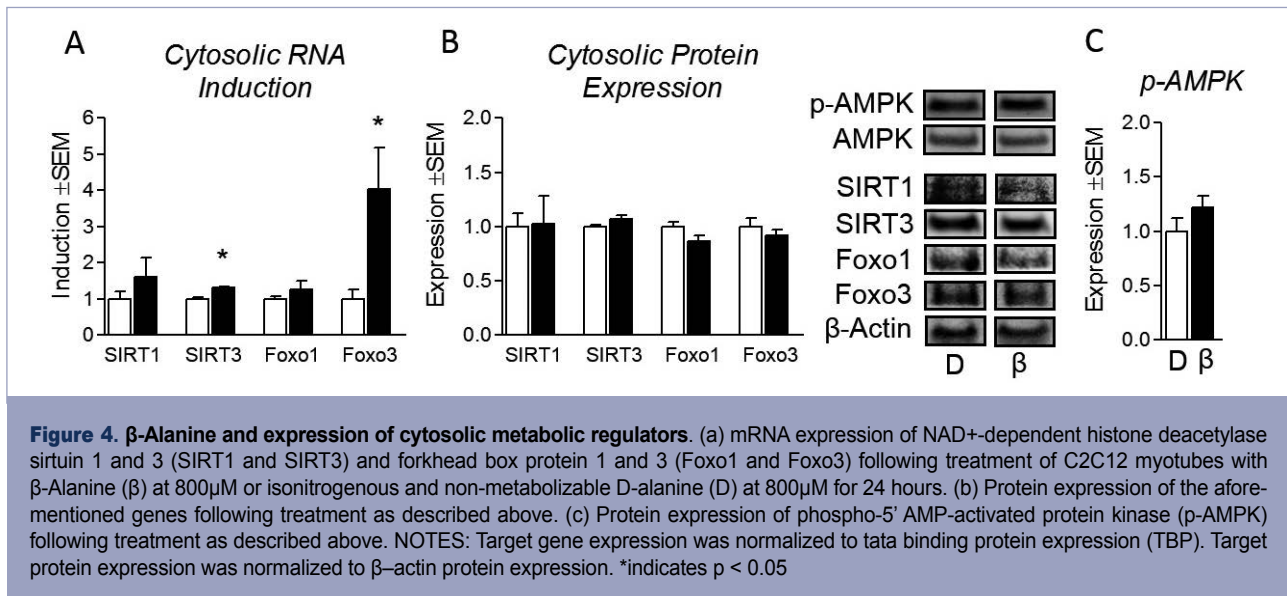 A
Cytosolic RNA
Induction
Induction ±SEM
6
5
4
3
2
1
0
*
*
SIRT1 SIRT3 Foxo1 Foxo3
B
Cytosolic Protein
Expression
Expression ±SEM
2.0
1.5
1.0
0.5
0.0
SIRT1 SIRT3 Foxo1 Foxo3
p-AMPK
AMPK
SIRT1
SIRT3
Foxo1
Foxo3
β-Actin
D β
C
p-AMPK
Expression ±SEM
2.0
1.5
1.0
0.5
0.0
D β
Figure 4. β-Alanine and expression of cytosolic metabolic regulators. (a) mRNA expression of NAD+-dependent histone deacetylase
sirtuin 1 and 3 (SIRT1 and SIRT3) and forkhead box protein 1 and 3 (Foxo1 and Foxo3) following treatment of C2C12 myotubes with
β-Alanine (β) at 800µM or isonitrogenous and non-metabolizable D-alanine (D) at 800µM for 24 hours. (b) Protein expression of the afore-
mentioned genes following treatment as described above. (c) Protein expression of phospho-5’ AMP-activated protein kinase (p-AMPK)
following treatment as described above. NOTES: Target gene expression was normalized to tata binding protein expression (TBP). Target
protein expression was normalized to β–actin protein expression. *indicates p < 0.05